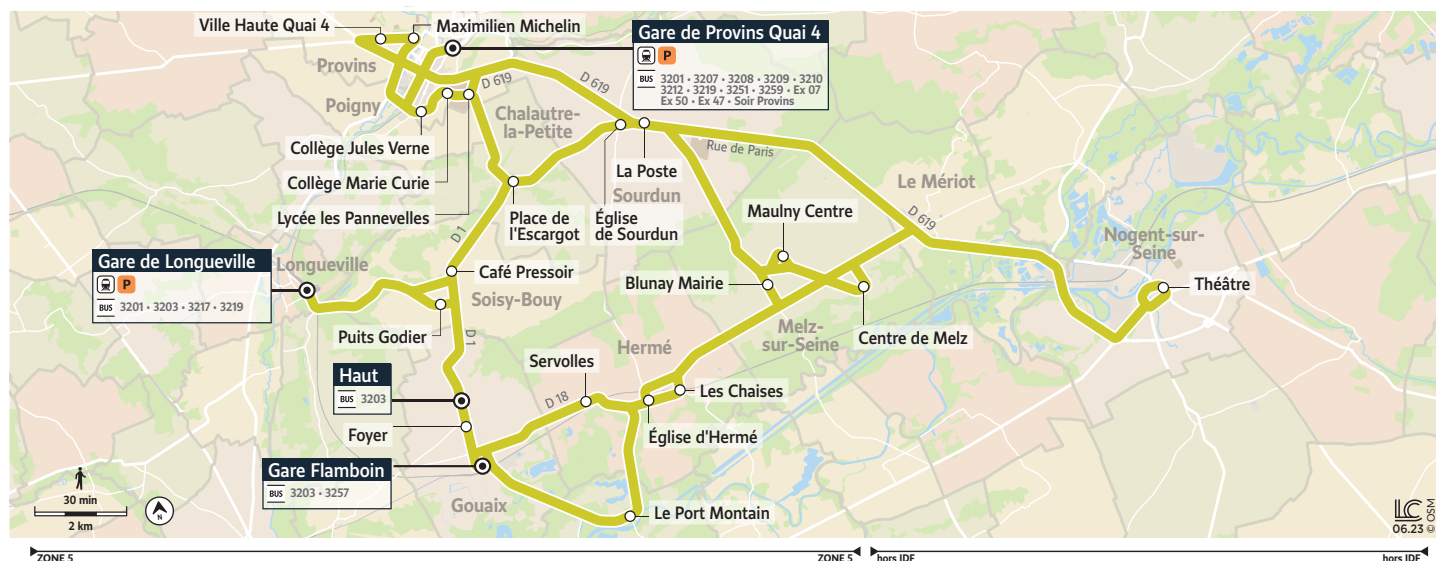 Ville Haute Quai 4
Maximilien Michelin
Gare de Provins Quai 4
P
BUS 3201 • 3207 • 3208 • 3209 • 3210
3212 • 3219 • 3251 • 3259 • Ex 07
Ex 50 • Ex 47 • Soir Provins
Provins
Poigny
D 619
D 619
Chalautre-
la-Petite
Collège Jules Verne
Collège Marie Curie
Lycée les Pannevelles
La Poste
Sourdun
Rue de Paris
Le Mériot
D 619
Place de
l'Escargot
Église
de Sourdun
Maulny Centre
Nogent-sur-
Seine
D 1
Gare de Longueville
P
BUS 3201 • 3203 • 3217 • 3219
Longueville
Café Pressoir
Soisy-Bouy
Blunay Mairie
Théâtre
Puits Godier
D 1
Melz-
sur-Seine
Centre de Melz
Hermé
Servolles
Haut
BUS 3203
D 18
Les Chaises
Foyer
Église d'Hermé
Gare Flamboin
BUS 3203 • 3257
Gouaix
Le Port Montain
30 min
2 km
N
LC
06.23 © OSM
ZONE 5
ZONE 5
hors IDF
hors IDF